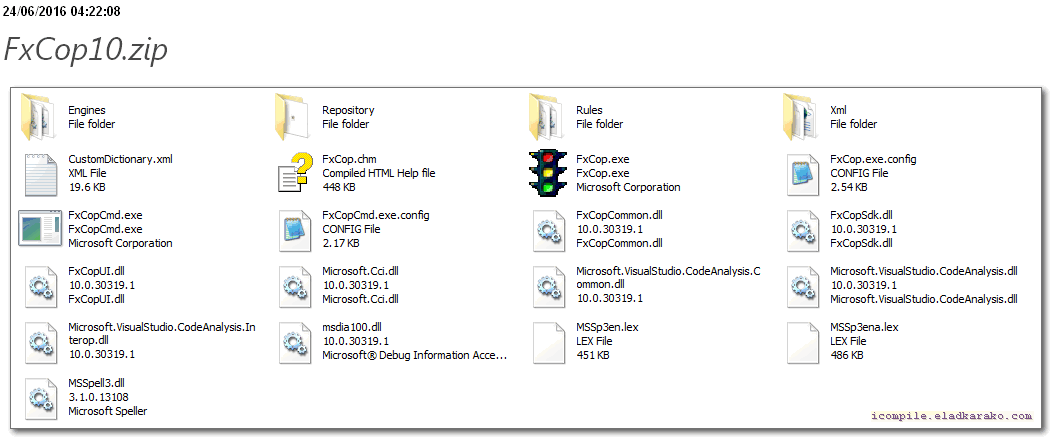 24/06/2016 04:22:08
FxCop10.zip
Engines
File folder
Repository
File folder
Rules
File folder
Xml
File folder
CustomDictionary.xml
XML File
19.6 KB
FxCop.chm
Compiled HTML Help file
448 KB
FxCop.exe
FxCop.exe
Microsoft Corporation
FxCop.exe.config
CONFIG File
2.54 KB
FxCopCmd.exe
FxCopCmd.exe
Microsoft Corporation
FxCopCmd.exe.config
CONFIG File
2.17 KB
FxCopCommon.dll
10.0.30319.1
FxCopCommon.dll
FxCopSdk.dll
10.0.30319.1
FxCopSdk.dll
FxCopUI.dll
10.0.30319.1
FxCopUI.dll
Microsoft.Cci.dll
10.0.30319.1
Microsoft.Cci.dll
Microsoft.VisualStudio.CodeAnalysis.C
ommon.dll
10.0.30319.1
Microsoft.VisualStudio.CodeAnalysis.dll
10.0.30319.1
Microsoft.VisualStudio.CodeAnalysis.dll
Microsoft.VisualStudio.CodeAnalysis.In
terop.dll
10.0.30319.1
msdia100.dll
10.0.30319.1
Microsoft® Debug Information Acce...
MSSp3en.lex
LEX File
451 KB
MSSp3ena.lex
LEX File
486 KB
MSSpell3.dll
3.1.0.13108
Microsoft Speller
icompile.eladkarako.com